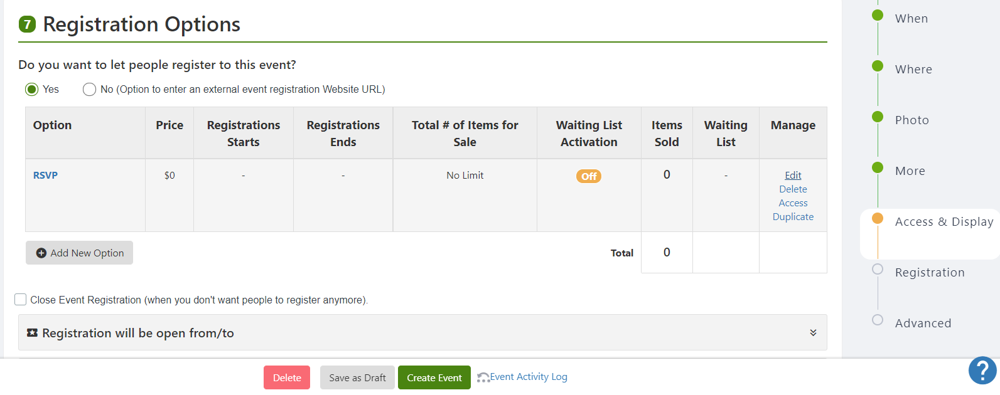 7 Registration Options
Do you want to let people register to this event?
Yes No (Option to enter an external event registration Website URL)
Option Price Registrations Starts Registrations Ends Total # of Items for Sale Waiting List Activation Items Sold Waiting List Manage
RSVP $0 - - No Limit Off 0 - Edit
Delete
Access
Duplicate
Add New Option Total 0
Close Event Registration (when you don't want people to register anymore).
Registration will be open from/to
Delete Save as Draft Create Event Event Activity Log
When
Where
Photo
More
Access & Display
Registration
Advanced
?